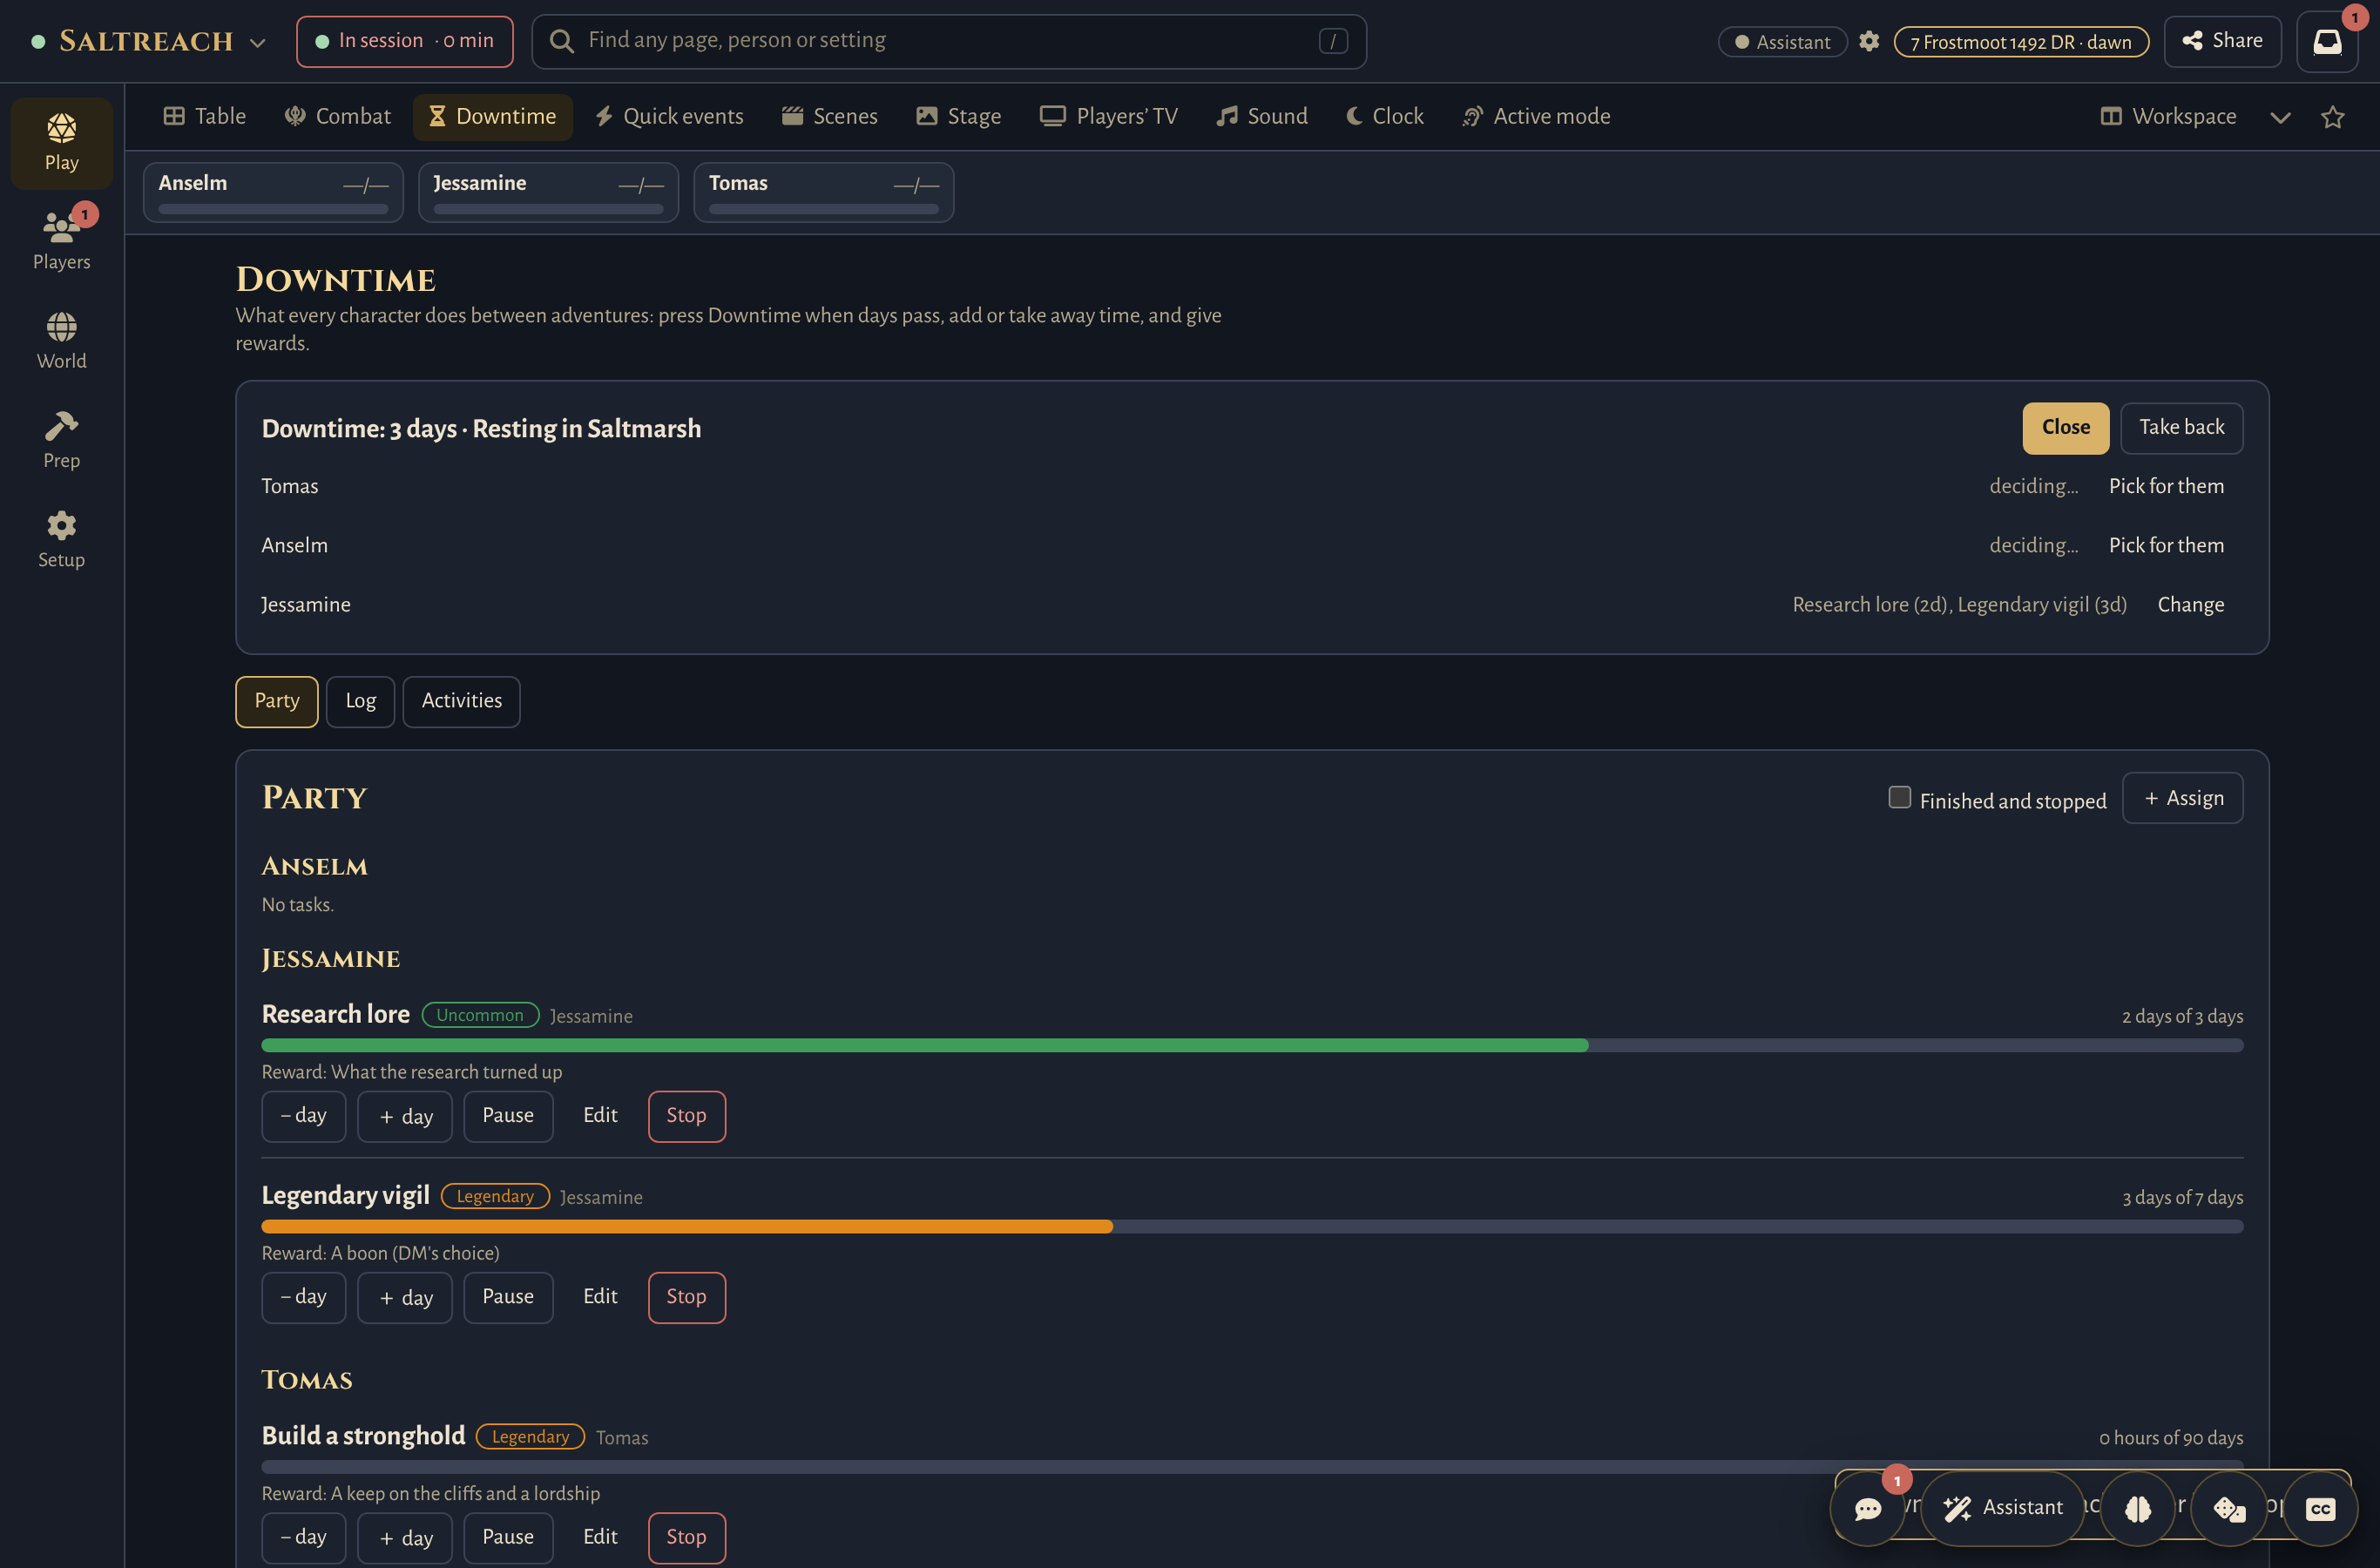 SALTREACH
In session · 0 min
Find any page, person or setting
/
Assistant
7 Frostmoot 1492 DR · dawn
Share
1
Play
1
Players
World
Prep
Setup
Table
Combat
Downtime
Quick events
Scenes
Stage
Players’ TV
Sound
Clock
Active mode
Workspace
Anselm —/—
Jessamine —/—
Tomas —/—
DOWNTIME
What every character does between adventures: press Downtime when days pass, add or take away time, and give
rewards.
Downtime: 3 days · Resting in Saltmarsh
Close
Take back
Tomas deciding… Pick for them
Anselm deciding… Pick for them
Jessamine Research lore (2d), Legendary vigil (3d) Change
Party
Log
Activities
PARTY
Finished and stopped
+ Assign
ANSELM
No tasks.
JESSAMINE
Research lore Uncommon Jessamine 2 days of 3 days
Reward: What the research turned up
− day + day Pause Edit Stop
Legendary vigil Legendary Jessamine 3 days of 7 days
Reward: A boon (DM's choice)
− day + day Pause Edit Stop
TOMAS
Build a stronghold Legendary Tomas 0 hours of 90 days
Reward: A keep on the cliffs and a lordship
− day + day Pause Edit Stop
1
Assistant
CC